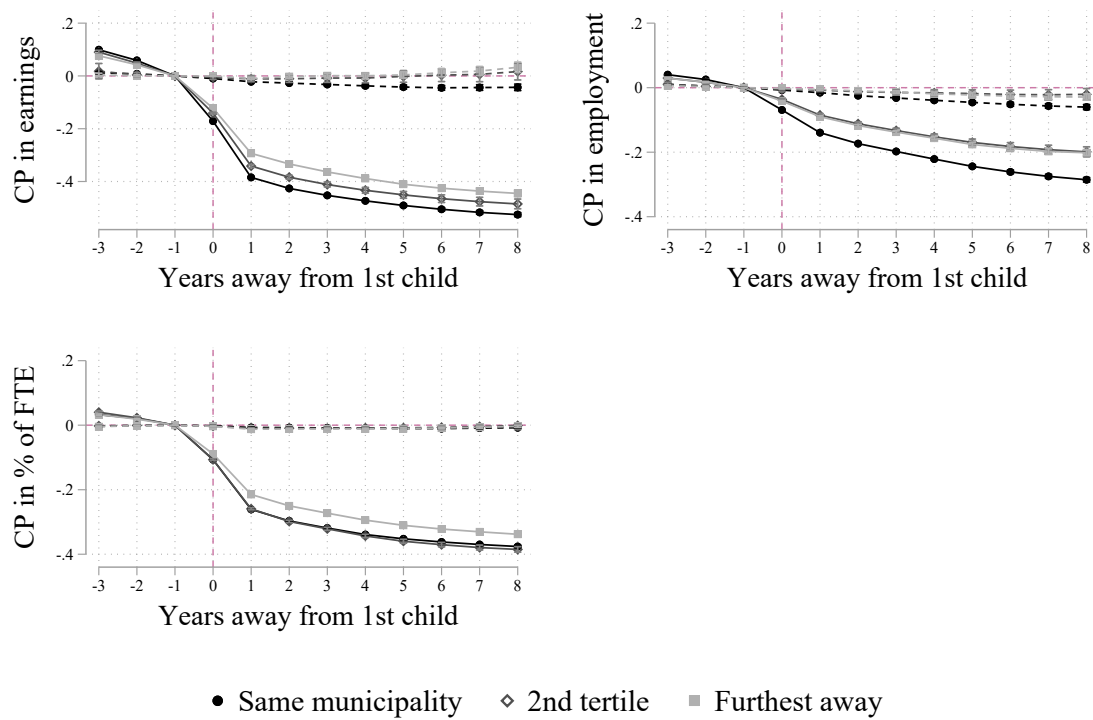 CP in earnings
.2
0
-.2
-.4
-3 -2 -1 0 1 2 3 4 5 6 7 8
Years away from 1st child
CP in employment
.2
0
-.2
-.4
-3 -2 -1 0 1 2 3 4 5 6 7 8
Years away from 1st child
CP in % of FTE
.2
0
-.2
-.4
-3 -2 -1 0 1 2 3 4 5 6 7 8
Years away from 1st child
Same municipality 2nd tertile Furthest away